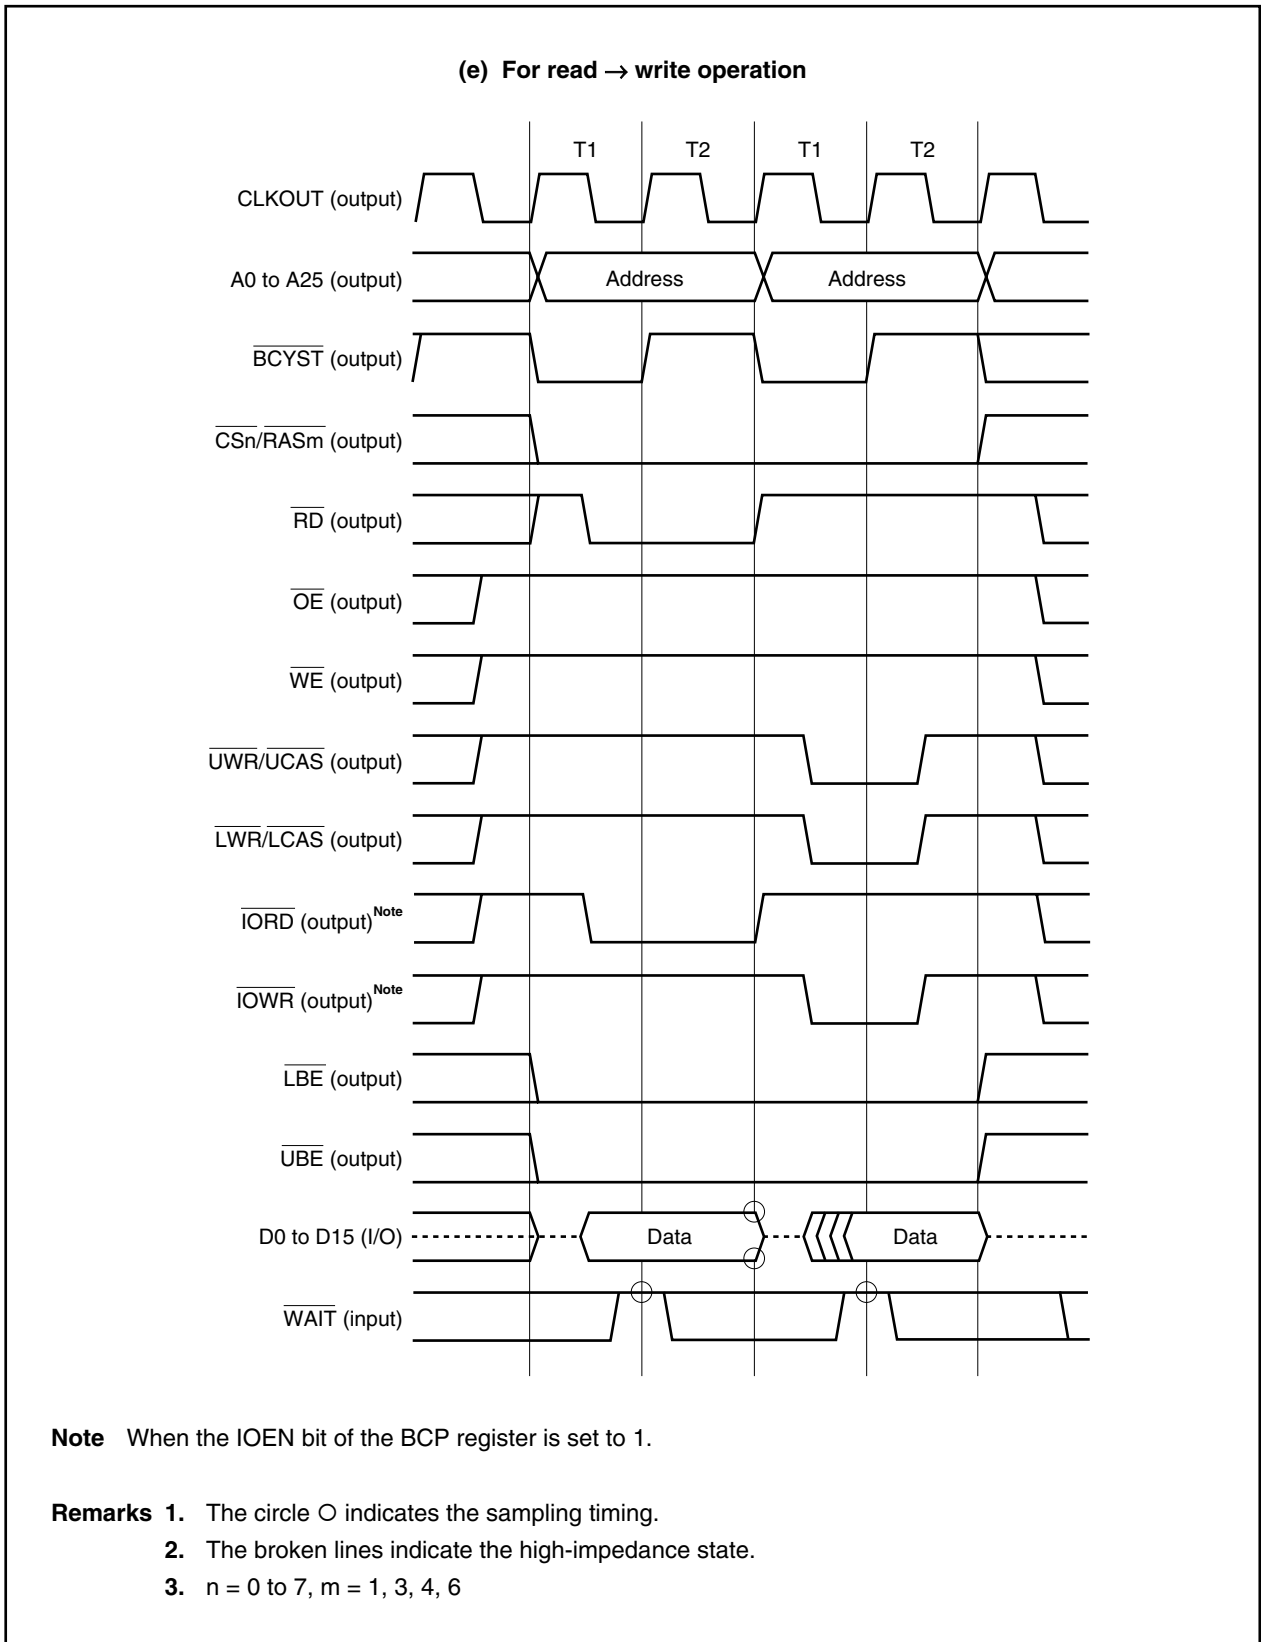 (e) For read → write operation
T1 T2 T1 T2
CLKOUT (output)
A0 to A25 (output) Address Address
BCYST (output)
CSn/RASm (output)
RD (output)
OE (output)
WE (output)
UWR/UCAS (output)
LWR/LCAS (output)
IORD (output)Note
IOWR (output)Note
LBE (output)
UBE (output)
D0 to D15 (I/O) Data Data
WAIT (input)
Note When the IOEN bit of the BCP register is set to 1.
Remarks 1. The circle ○ indicates the sampling timing.
2. The broken lines indicate the high-impedance state.
3. n = 0 to 7, m = 1, 3, 4, 6